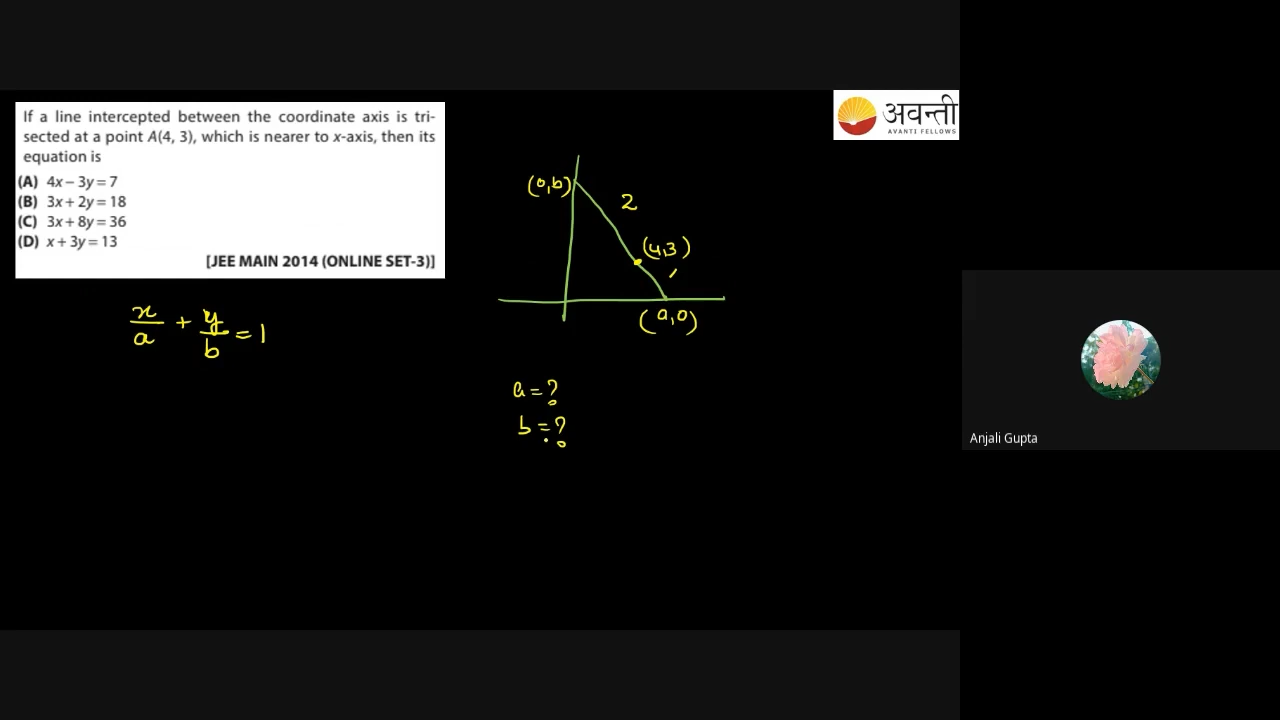 If a line intercepted between the coordinate axis is tri-
sected at a point A(4, 3), which is nearer to x-axis, then its
equation is
(A) 4x – 3y = 7
(B) 3x + 2y = 18
(C) 3x + 8y = 36
(D) x + 3y = 13
[JEE MAIN 2014 (ONLINE SET-3)]
अवन्ती
AVANTI FELLOWS
(0,b)
2
(4,3)
(a,0)
x/a + y/b = 1
a = ?
b = ?
Anjali Gupta